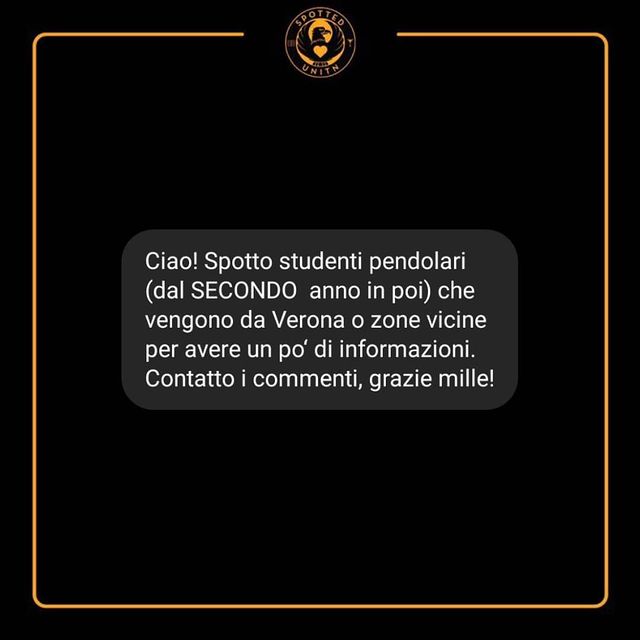 SPOTTED
UNITN
Ciao! Spotto studenti pendolari
(dal SECONDO  anno in poi) che
vengono da Verona o zone vicine
per avere un po‘ di informazioni.
Contatto i commenti, grazie mille!